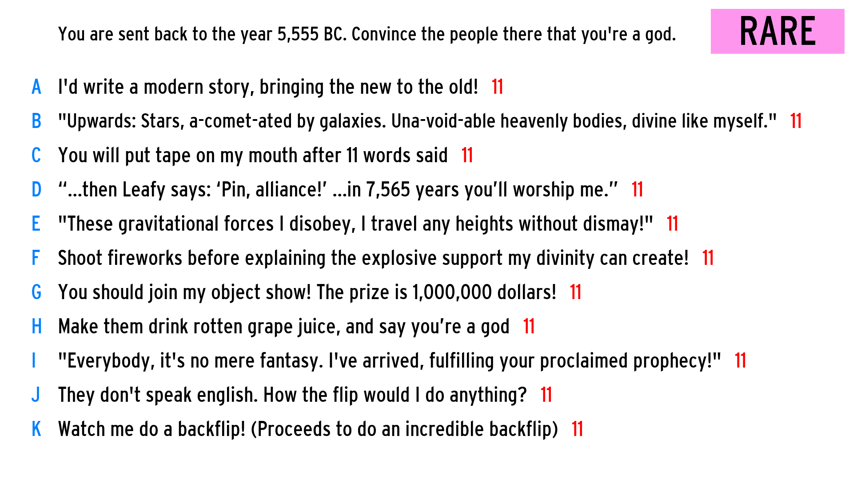 You are sent back to the year 5,555 BC. Convince the people there that you're a god.
RARE
A I'd write a modern story, bringing the new to the old! 11
B "Upwards: Stars, a-comet-ated by galaxies. Una-void-able heavenly bodies, divine like myself." 11
C You will put tape on my mouth after 11 words said 11
D “...then Leafy says: ‘Pin, alliance!’ ...in 7,565 years you’ll worship me.” 11
E "These gravitational forces I disobey, I travel any heights without dismay!" 11
F Shoot fireworks before explaining the explosive support my divinity can create! 11
G You should join my object show! The prize is 1,000,000 dollars! 11
H Make them drink rotten grape juice, and say you’re a god 11
I "Everybody, it's no mere fantasy. I've arrived, fulfilling your proclaimed prophecy!" 11
J They don't speak english. How the flip would I do anything? 11
K Watch me do a backflip! (Proceeds to do an incredible backflip) 11